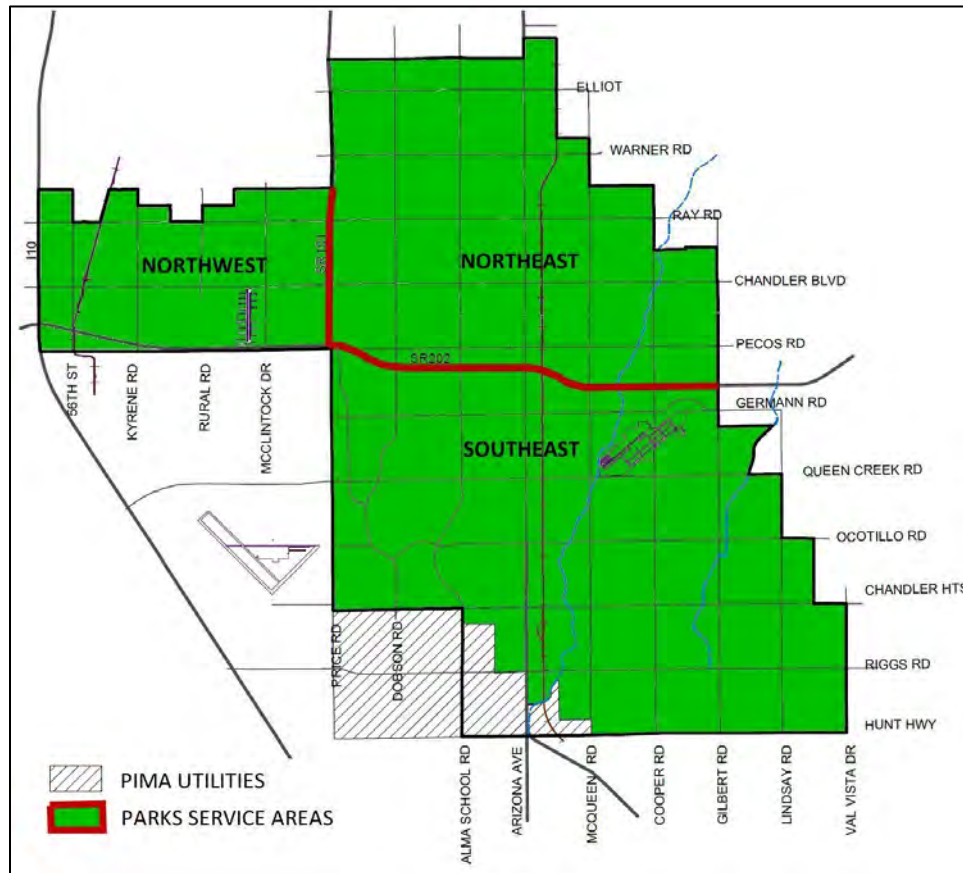 ELLIOT
WARNER RD
RAY RD
I10
NORTHWEST
SR101
NORTHEAST
CHANDLER BLVD
PECOS RD
SR202
56TH ST
KYRENE RD
RURAL RD
MCCLINTOCK DR
GERMANN RD
SOUTHEAST
QUEEN CREEK RD
OCOTILLO RD
CHANDLER HTS
PRICE RD
DOBSON RD
RIGGS RD
HUNT HWY
ALMA SCHOOL RD
ARIZONA AVE
MCQUEEN RD
COOPER RD
GILBERT RD
LINDSAY RD
VAL VISTA DR
PIMA UTILITIES
PARKS SERVICE AREAS